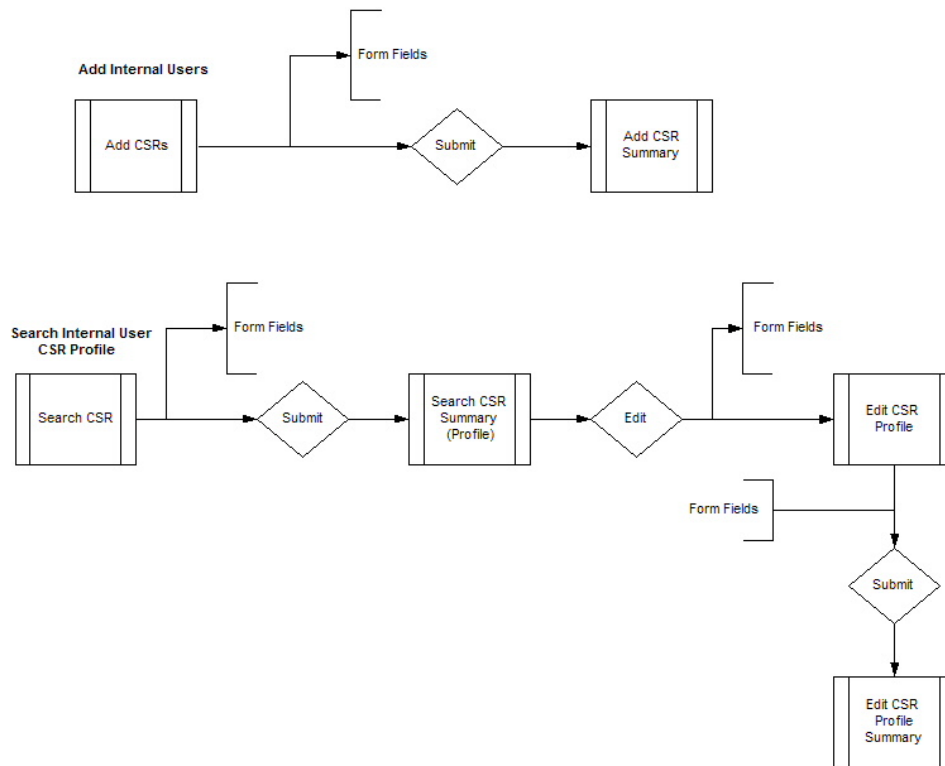 Form Fields
Add Internal Users
Add CSRs
Submit
Add CSR
Summary
Search Internal User
CSR Profile
Form Fields
Form Fields
Search CSR
Submit
Search CSR
Summary
(Profile)
Edit
Edit CSR
Profile
Form Fields
Submit
Edit CSR
Profile
Summary